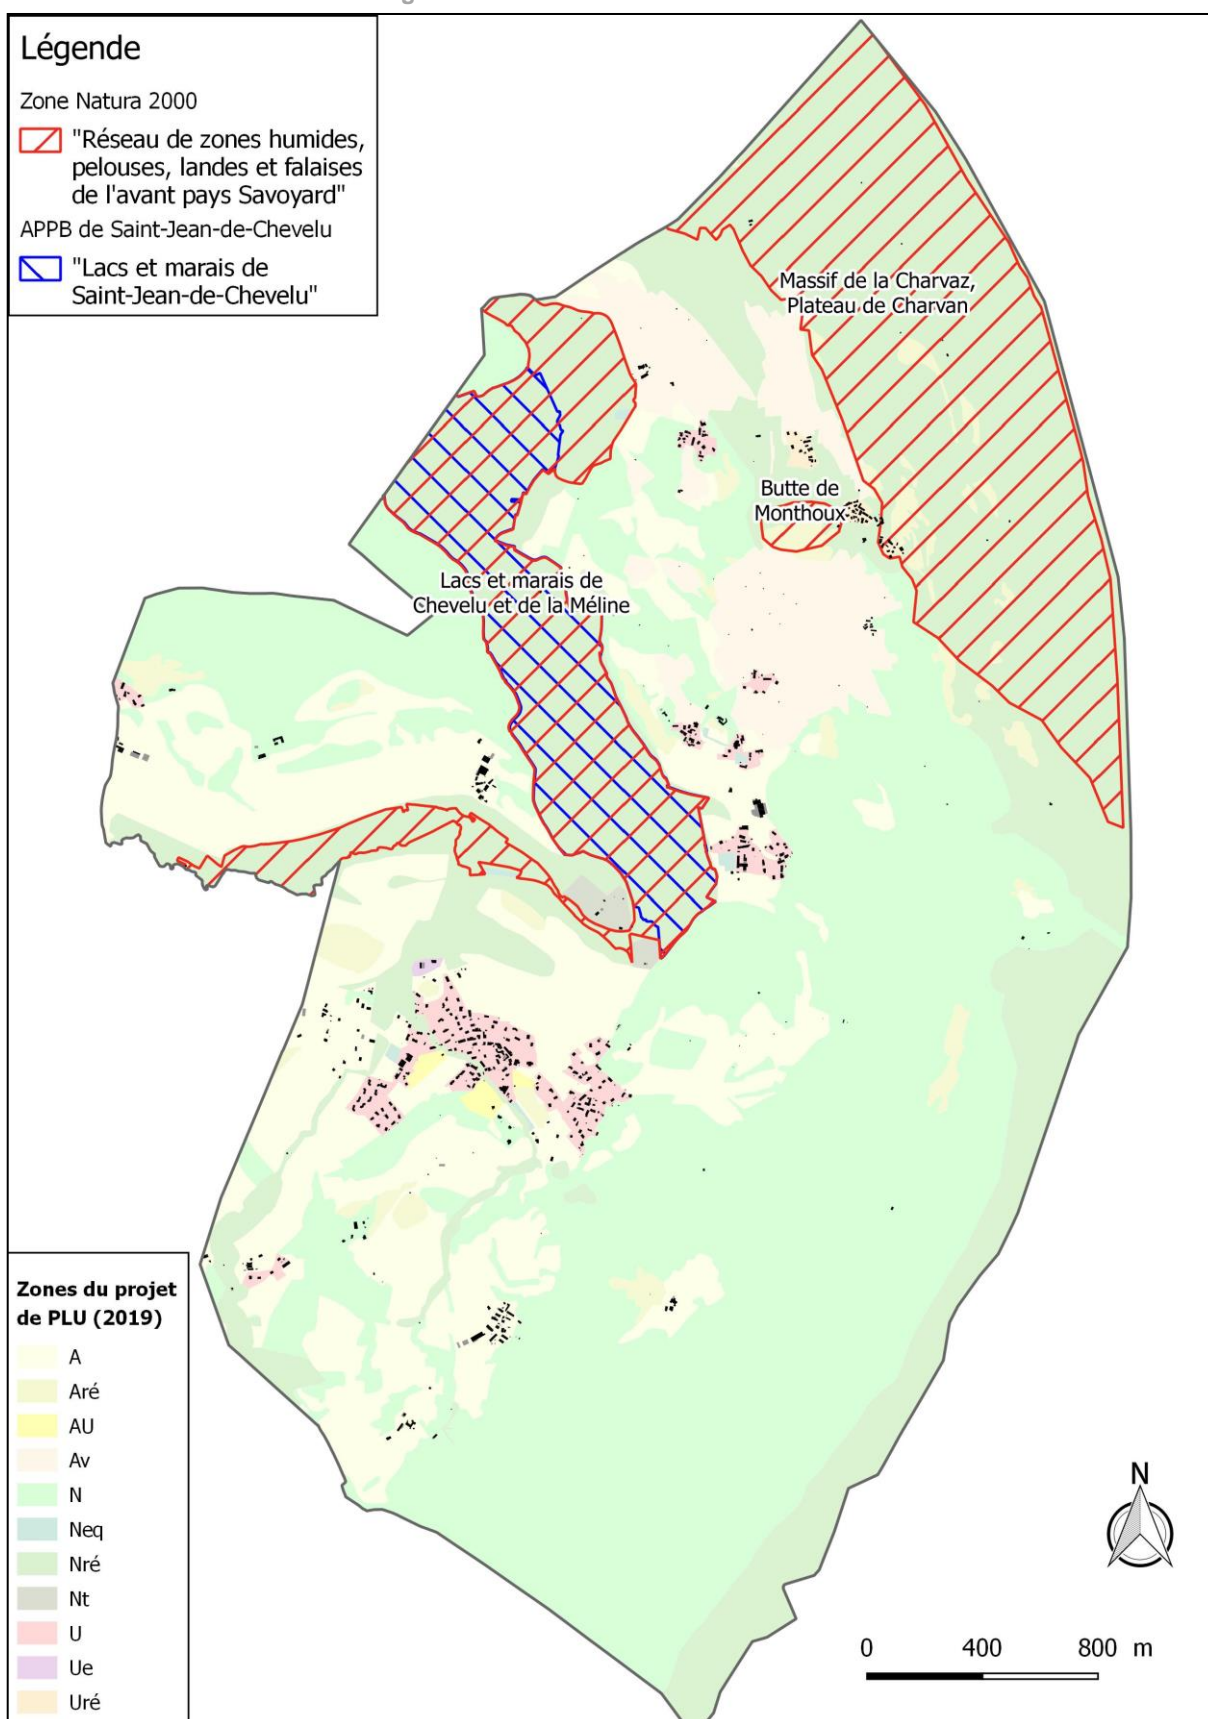 Légende
Zone Natura 2000
"Réseau de zones humides,
pelouses, landes et falaises
de l'avant pays Savoyard"
APPB de Saint-Jean-de-Chevelu
"Lacs et marais de
Saint-Jean-de-Chevelu"
Massif de la Charvaz,
Plateau de Charvan
Butte de
Monthoux
Lacs et marais de
Chevelu et de la Méline
Zones du projet
de PLU (2019)
A
Aré
AU
Av
N
Neq
Nré
Nt
U
Ue
Uré
N
0 400 800 m